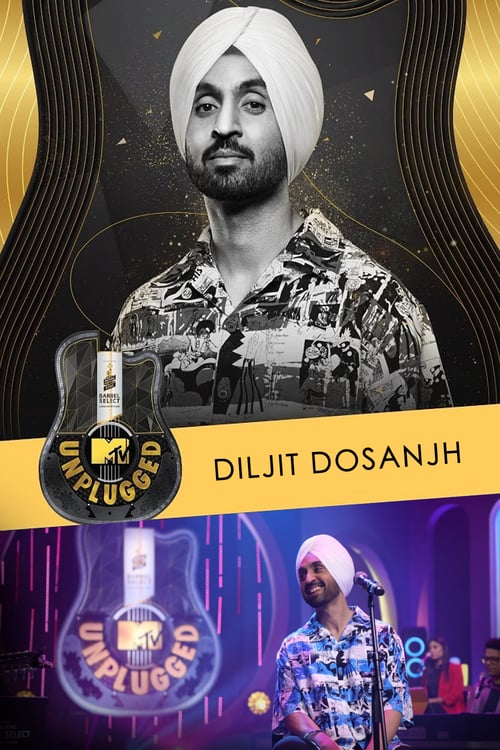 BARREL
SELECT
MTV
UNPLUGGED
DILJIT DOSANJH
BARREL
SELECT
MTV
UNPLUGGED